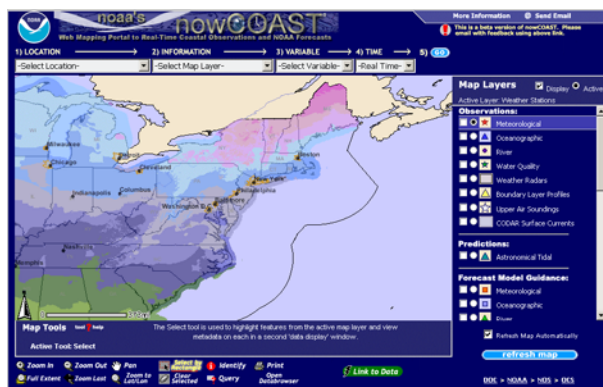 noaa's
nowCOAST
Web Mapping Portal to Real-Time Coastal Observations and NOAA Forecasts
More Information @ Send Email
This is a beta version of nowCOAST. Please
email with feedback using above link.
1) LOCATION 2) INFORMATION 3) VARIABLE 4) TIME 5) GO
-Select Location- -Select Map Layer- -Select Variable- -Real Time-
Map Layers Display Active
Active Layer: Weather Stations
Observations:
Meteorological
Oceanographic
River
Water Quality
Weather Radars
Boundary Layer Profiles
Upper Air Soundings
CODAR Surface Currents
Predictions:
Astronomical Tidal
Forecast Model Guidance:
Meteorological
Oceanographic
River
Refresh Map Automatically
refresh map
DOC > NOAA > NOS > OCS
Milwaukee
Chicago
Detroit
Cleveland
Boston
New York
Philadelphia
Indianapolis
Columbus
Baltimore
Washington D.C.
Nashville
Memphis
Map Tools tool help
The Select tool is used to highlight features from the active map layer and view
metadata on each in a second 'data display' window.
Active Tool: Select
Zoom In Zoom Out Pan Select by Rectangle Identify Print
Full Extent Zoom Last Zoom to Lat/Lon Clear Selected Query Open Databrowser
Link to Data